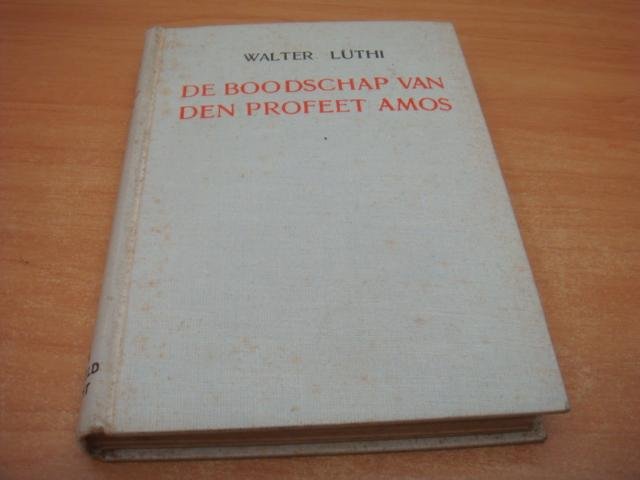 WALTER LÜTHI
DE BOODSCHAP VAN
DEN PROFEET AMOS